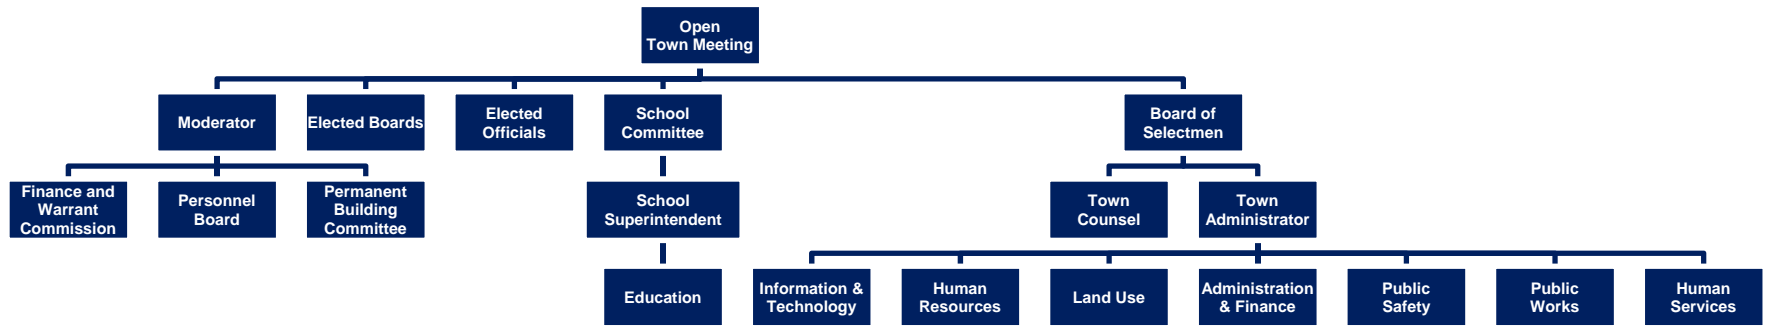 Open
Town Meeting
Moderator
Elected Boards
Elected
Officials
School
Committee
Board of
Selectmen
Finance and
Warrant
Commission
Personnel
Board
Permanent
Building
Committee
School
Superintendent
Town
Counsel
Town
Administrator
Education
Information &
Technology
Human
Resources
Land Use
Administration
& Finance
Public
Safety
Public
Works
Human
Services